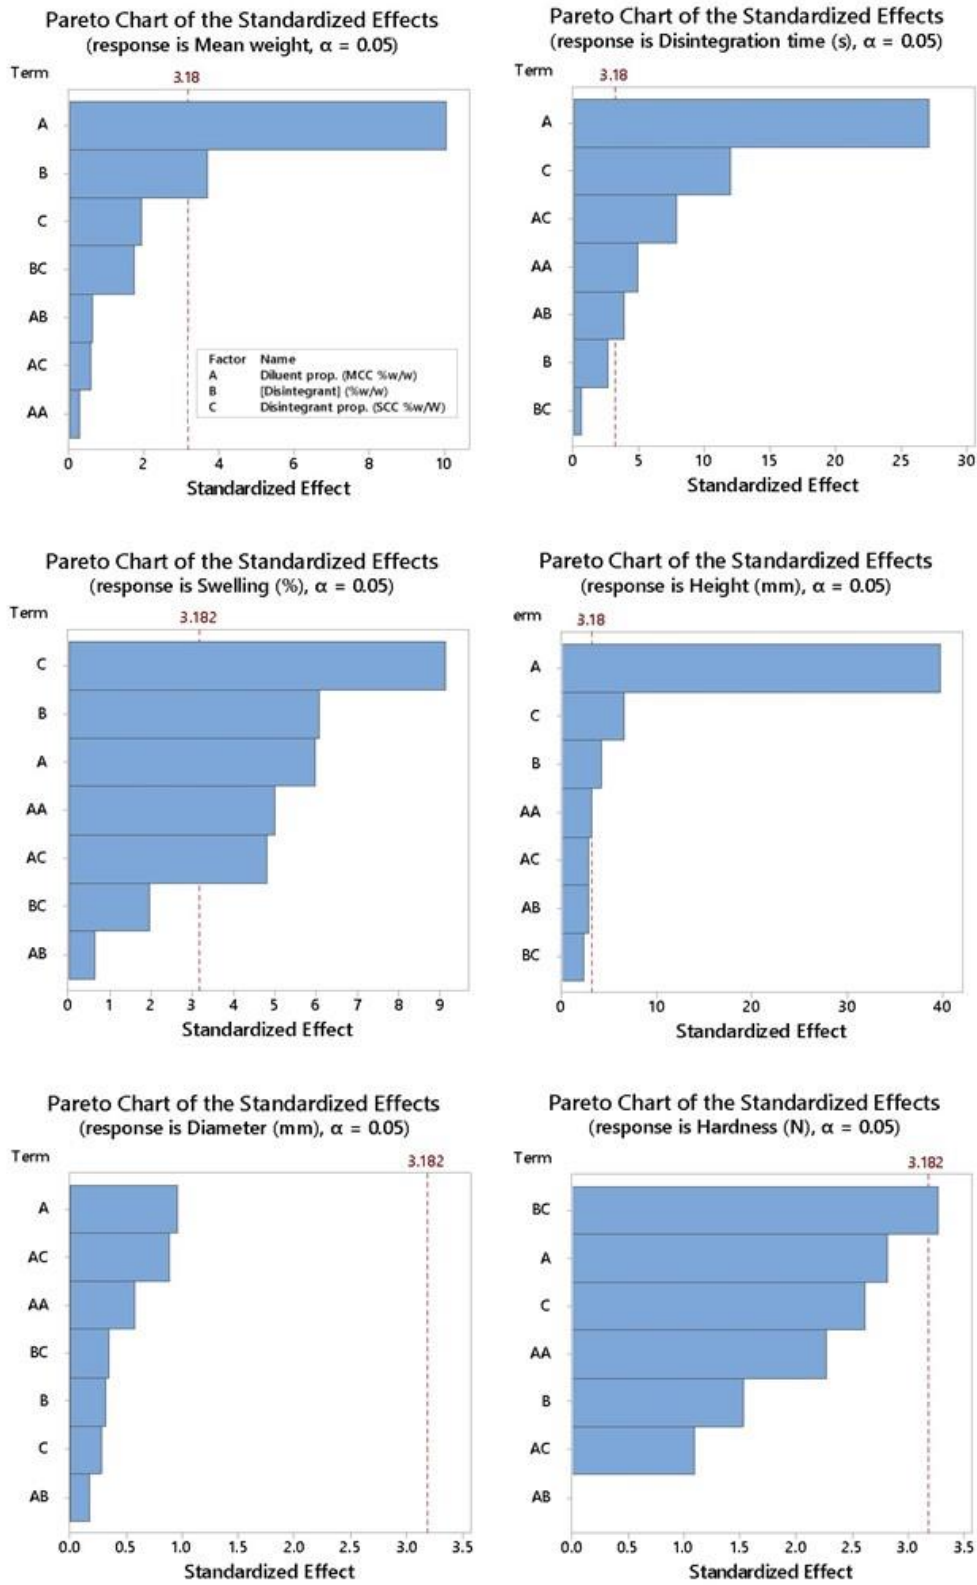 Pareto Chart of the Standardized Effects
(response is Mean weight, α = 0.05)
Term
3.18
A
B
C
BC
AB
AC
AA
Factor Name
A Diluent prop. (MCC %w/w)
B [Disintegrant] (%w/w)
C Disintegrant prop. (SCC %w/W)
0 2 4 6 8 10
Standardized Effect
Pareto Chart of the Standardized Effects
(response is Disintegration time (s), α = 0.05)
Term
3.18
A
C
AC
AA
AB
B
BC
0 5 10 15 20 25 30
Standardized Effect
Pareto Chart of the Standardized Effects
(response is Swelling (%), α = 0.05)
Term
3.182
C
B
A
AA
AC
BC
AB
0 1 2 3 4 5 6 7 8 9
Standardized Effect
Pareto Chart of the Standardized Effects
(response is Height (mm), α = 0.05)
erm
3.18
A
C
B
AA
AC
AB
BC
0 10 20 30 40
Standardized Effect
Pareto Chart of the Standardized Effects
(response is Diameter (mm), α = 0.05)
Term
3.182
A
AC
AA
BC
B
C
AB
0.0 0.5 1.0 1.5 2.0 2.5 3.0 3.5
Standardized Effect
Pareto Chart of the Standardized Effects
(response is Hardness (N), α = 0.05)
Term
3.182
BC
A
C
AA
B
AC
AB
0.0 0.5 1.0 1.5 2.0 2.5 3.0 3.5
Standardized Effect